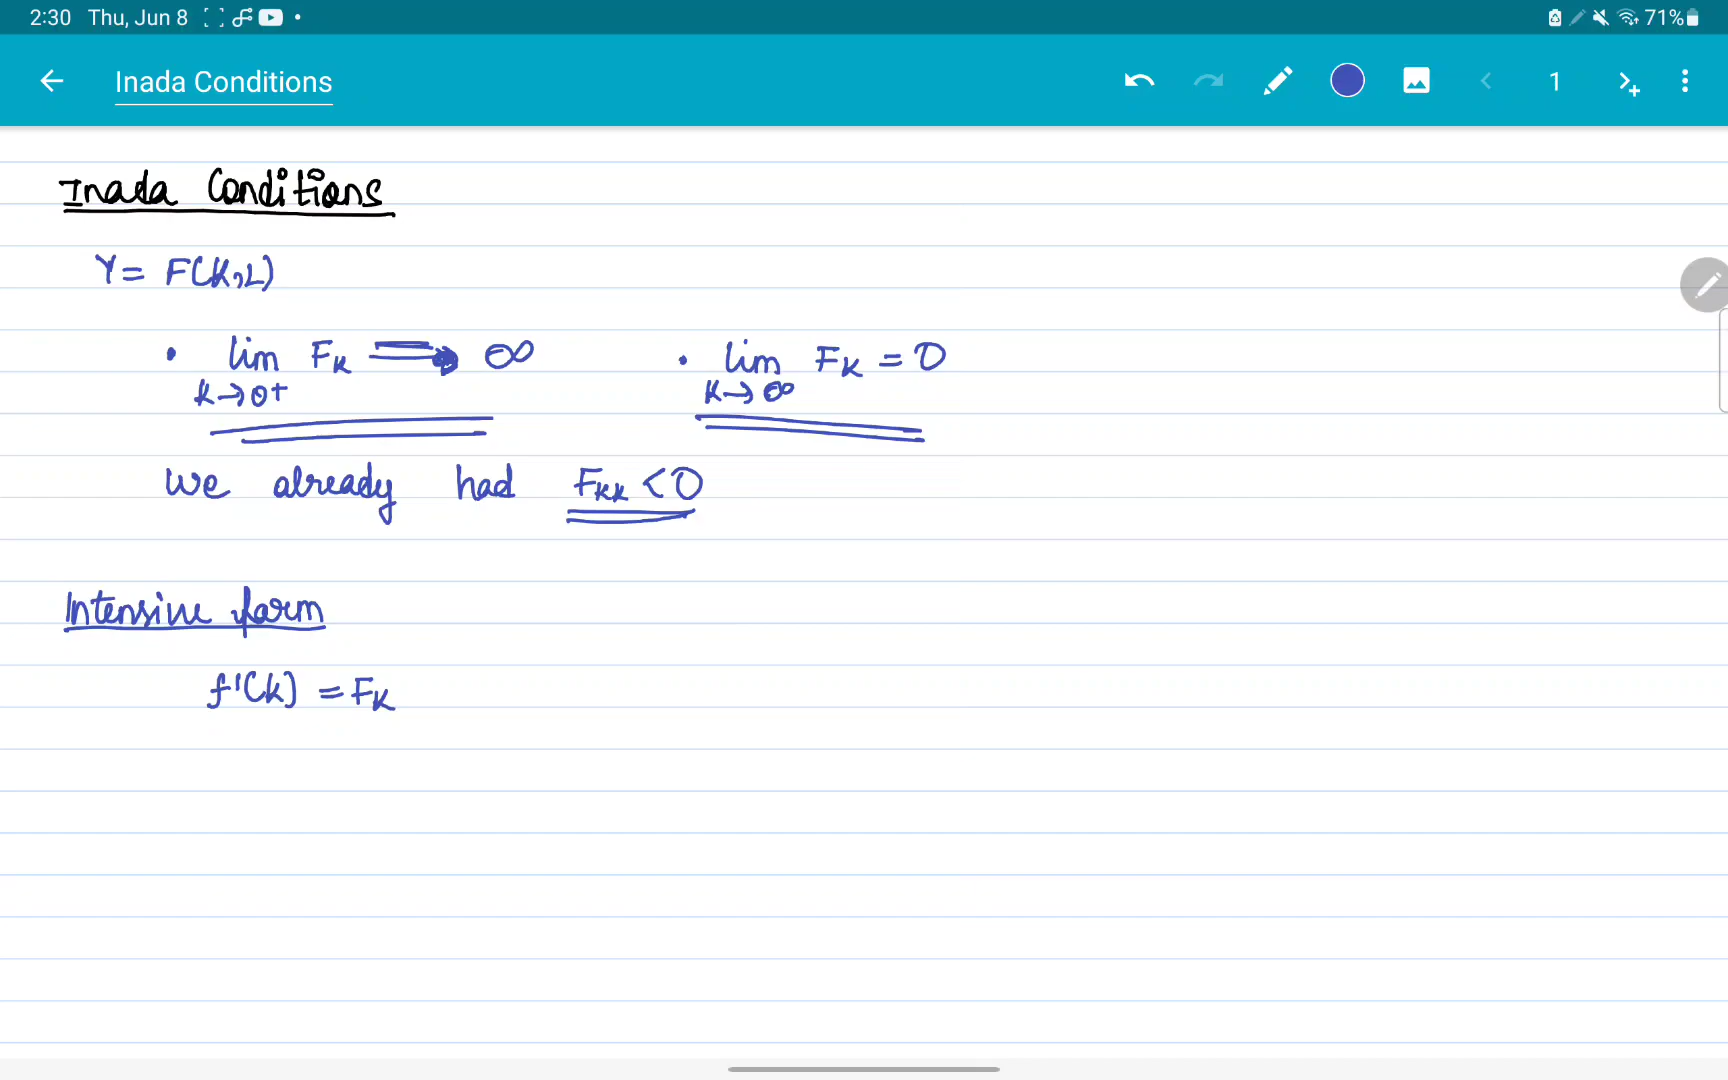 2:30 Thu, Jun 8 71%
Inada Conditions 1
Inada Conditions
Y = F(K,L)
• lim F_K ⟹ ∞ • lim F_K = 0
K→0+ K→∞
We already had F_KK < 0
Intensive form
f'(k) = F_K